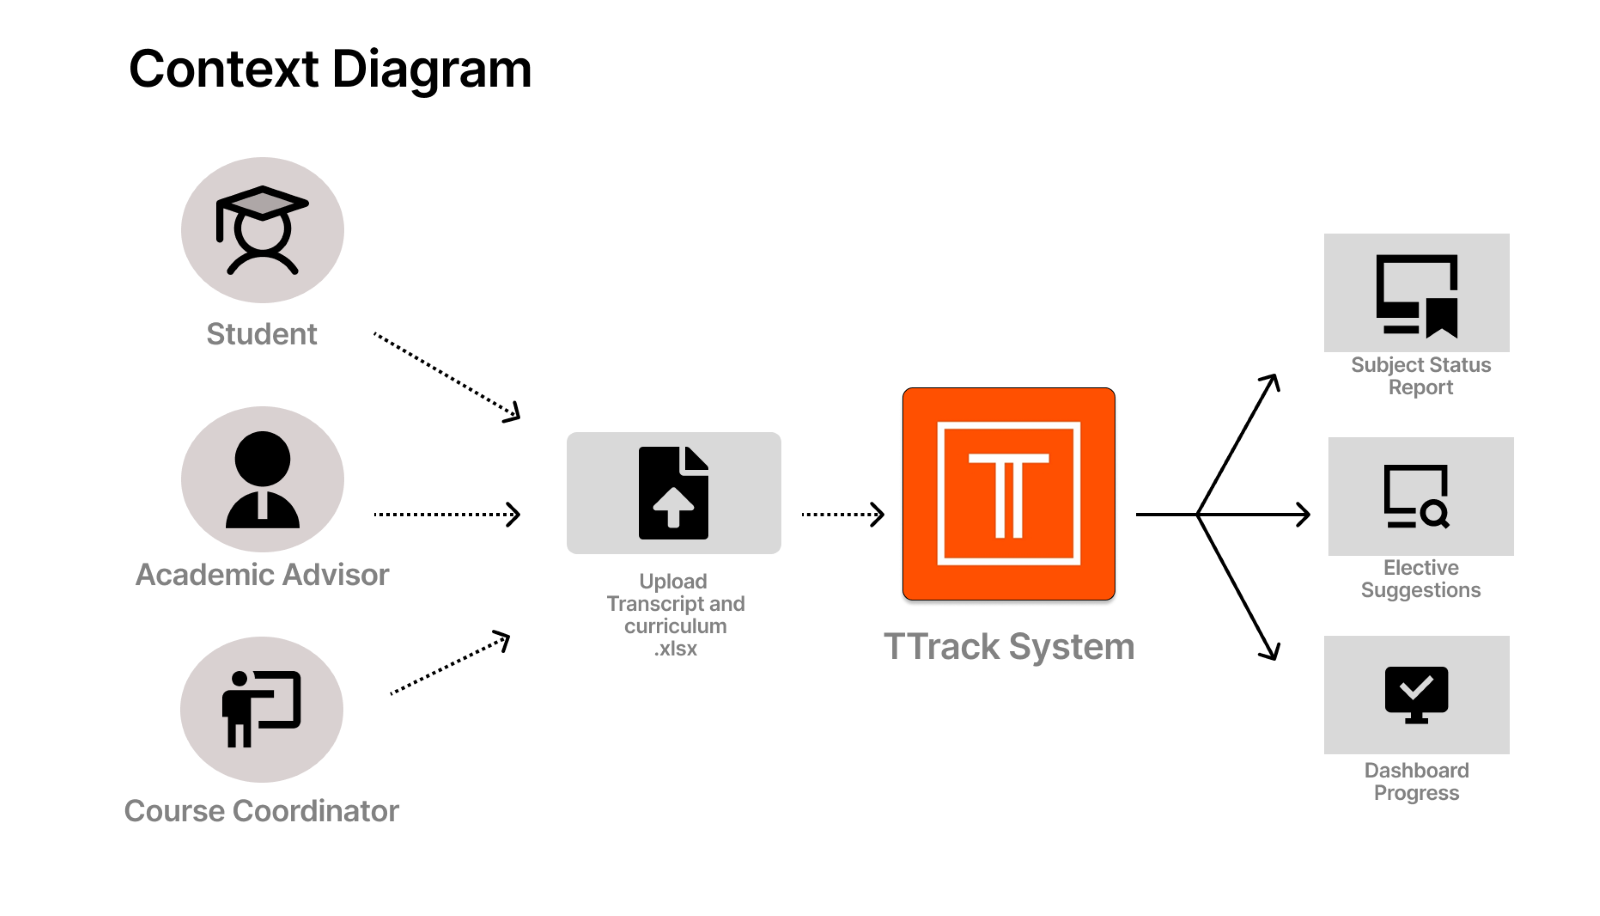 Context Diagram
Student
Academic Advisor
Course Coordinator
Upload
Transcript and
curriculum
.xlsx
TT
TTrack System
Subject Status
Report
Elective
Suggestions
Dashboard
Progress